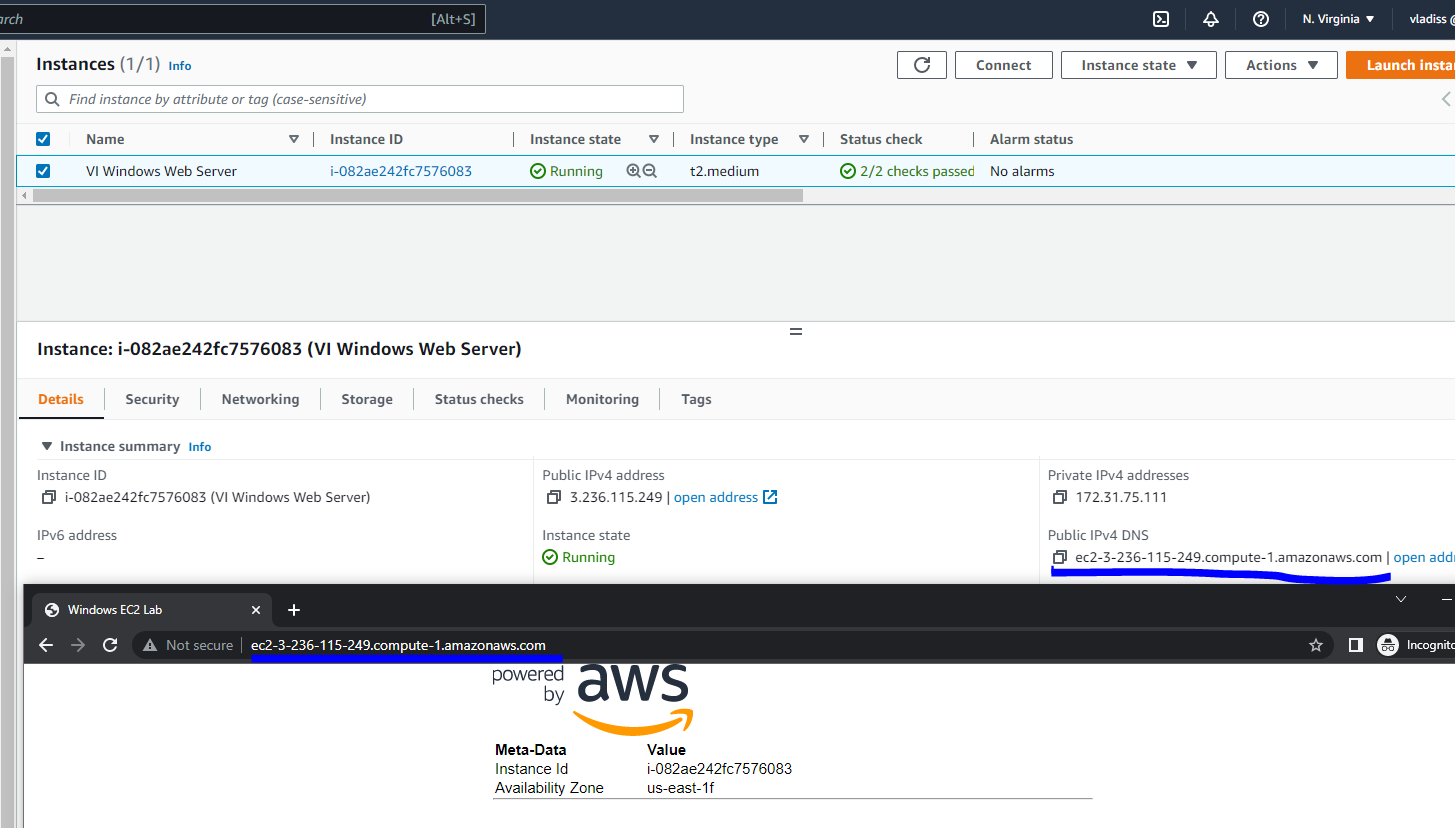 arch [Alt+S] N. Virginia ▼ vladiss @
Instances (1/1) Info Connect Instance state ▼ Actions ▼ Launch insta
Find instance by attribute or tag (case-sensitive)
Name Instance ID Instance state Instance type Status check Alarm status
VI Windows Web Server i-082ae242fc7576083 Running t2.medium 2/2 checks passed No alarms
Instance: i-082ae242fc7576083 (VI Windows Web Server)
Details Security Networking Storage Status checks Monitoring Tags
▼ Instance summary Info
Instance ID Public IPv4 address Private IPv4 addresses
i-082ae242fc7576083 (VI Windows Web Server) 3.236.115.249 | open address 172.31.75.111
IPv6 address Instance state Public IPv4 DNS
– Running ec2-3-236-115-249.compute-1.amazonaws.com | open addr
Windows EC2 Lab
Not secure | ec2-3-236-115-249.compute-1.amazonaws.com Incognito
powered
by aws
Meta-Data Value
Instance Id i-082ae242fc7576083
Availability Zone us-east-1f